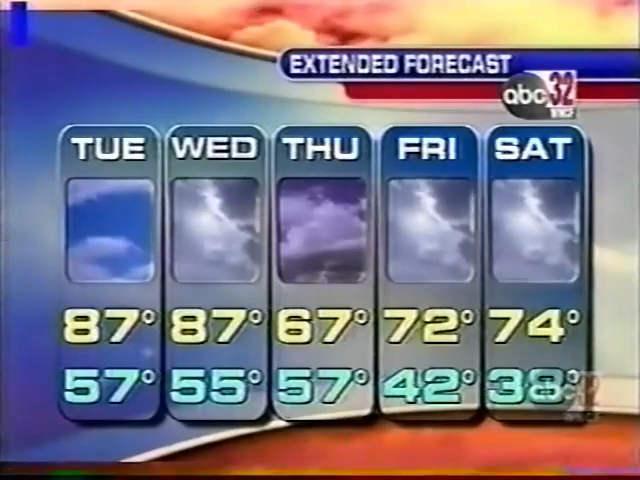 EXTENDED FORECAST
abc 32
TUE WED THU FRI SAT
87° 87° 67° 72° 74°
57° 55° 57° 42° 38°